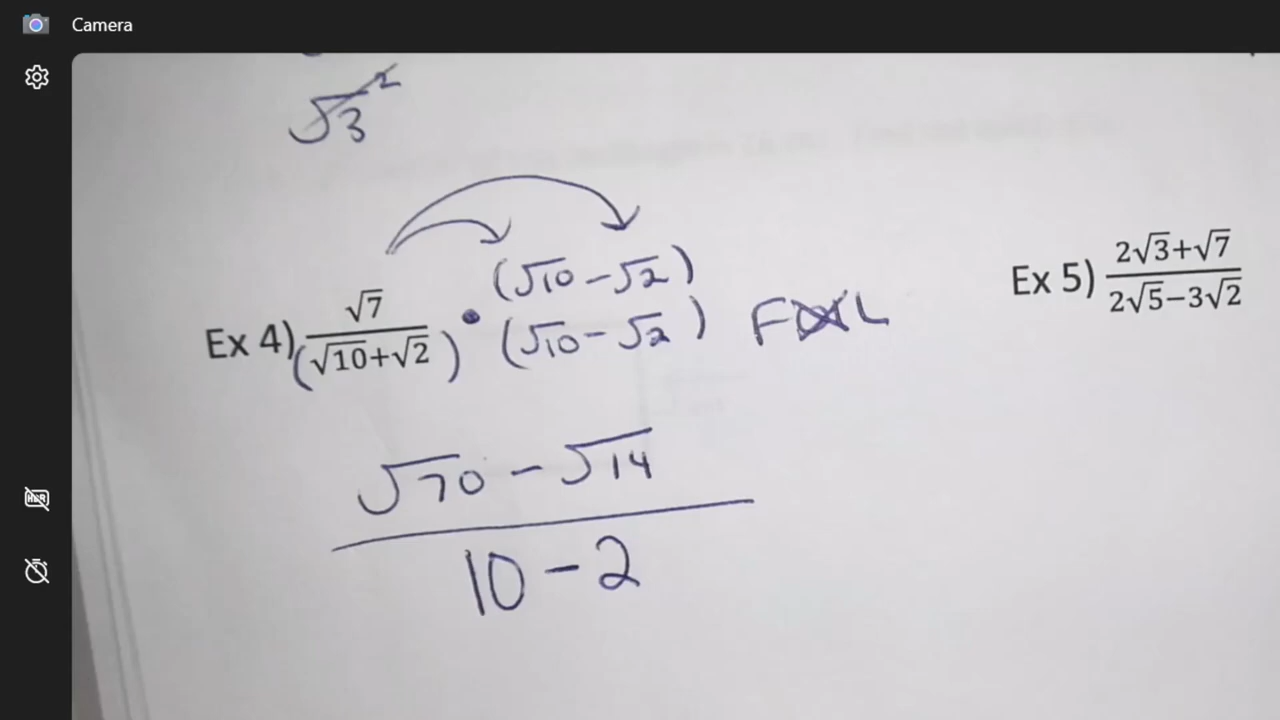 Camera
√3²
(√10 − √2)
Ex 4) √7 / (√10+√2) • (√10 − √2) FOIL
Ex 5) 2√3+√7 / 2√5−3√2
√70 − √14
10 − 2